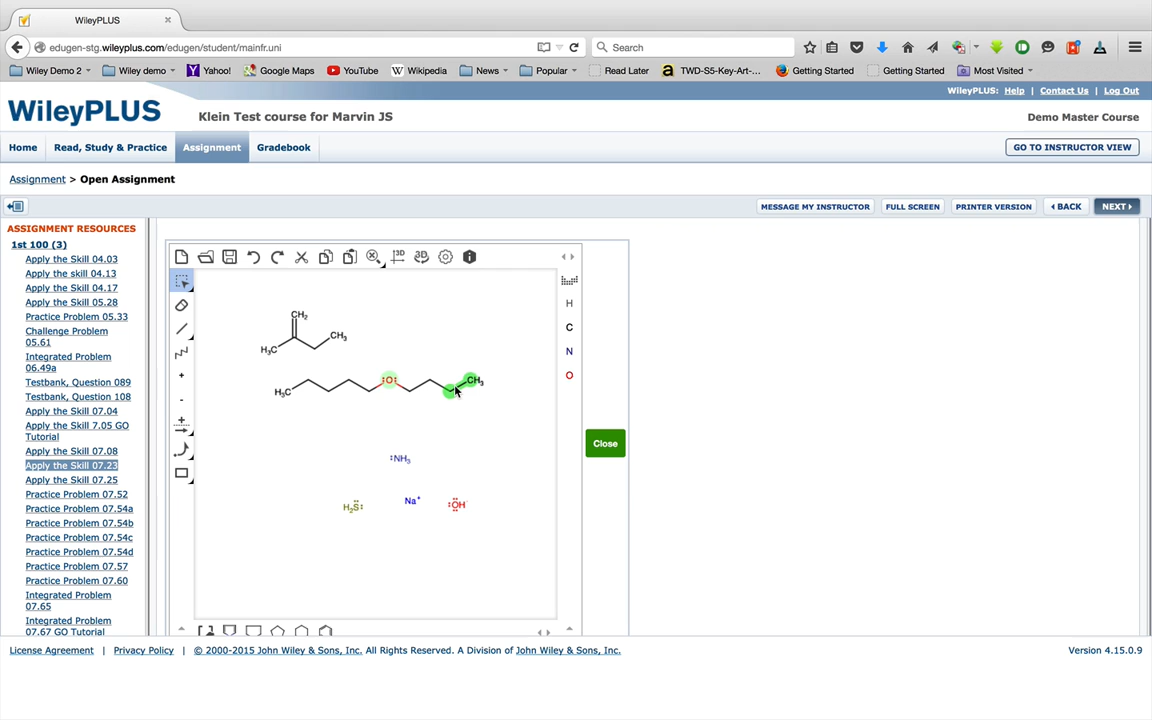 WileyPLUS
edugen-stg.wileyplus.com/edugen/student/mainfr.uni
Search
Wiley Demo 2
Wiley demo
Yahoo!
Google Maps
YouTube
Wikipedia
News
Popular
Read Later
TWD-S5-Key-Art-...
Getting Started
Getting Started
Most Visited
WileyPLUS: Help | Contact Us | Log Out
WileyPLUS
Klein Test course for Marvin JS
Demo Master Course
Home
Read, Study & Practice
Assignment
Gradebook
GO TO INSTRUCTOR VIEW
Assignment > Open Assignment
MESSAGE MY INSTRUCTOR
FULL SCREEN
PRINTER VERSION
BACK
NEXT
ASSIGNMENT RESOURCES
1st 100 (3)
Apply the Skill 04.03
Apply the skill 04.13
Apply the Skill 04.17
Apply the Skill 05.28
Practice Problem 05.33
Challenge Problem
05.61
Integrated Problem
06.49a
Testbank, Question 089
Testbank, Question 108
Apply the Skill 07.04
Apply the Skill 7.05 GO
Tutorial
Apply the Skill 07.08
Apply the Skill 07.23
Apply the Skill 07.25
Practice Problem 07.52
Practice Problem 07.54a
Practice Problem 07.54b
Practice Problem 07.54c
Practice Problem 07.54d
Practice Problem 07.57
Practice Problem 07.60
Integrated Problem
07.65
Integrated Problem
07.67 GO Tutorial
3D
3D
H
C
N
O
CH₂
CH₃
H₃C
O
CH₃
H₃C
:NH₃
H₂S:
Na⁺
:OH⁻
Close
License Agreement | Privacy Policy | © 2000-2015 John Wiley & Sons, Inc. All Rights Reserved. A Division of John Wiley & Sons, Inc.
Version 4.15.0.9